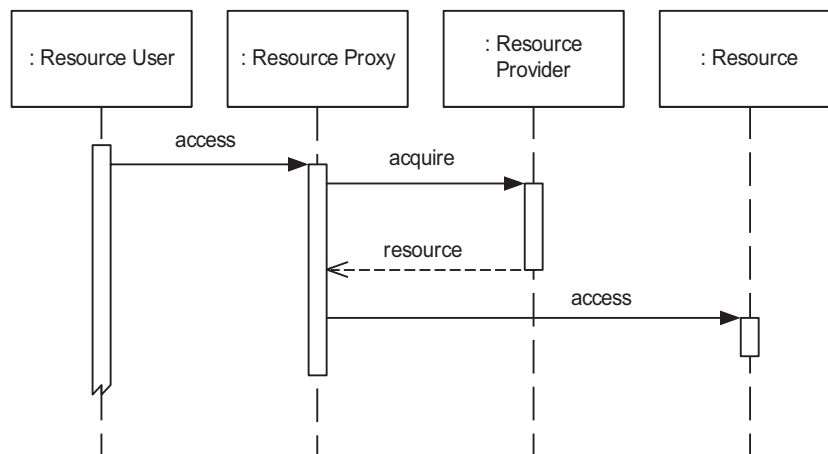 : Resource User
: Resource Proxy
: Resource
Provider
: Resource
access
acquire
resource
access